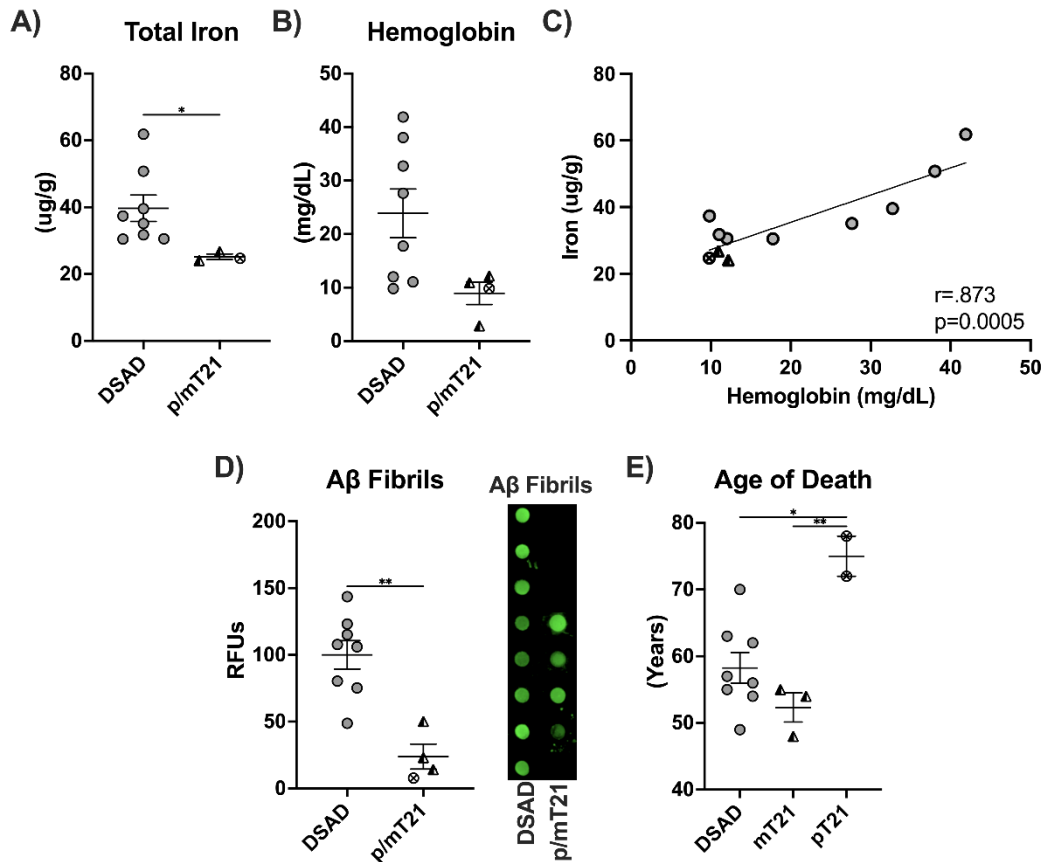 A)
Total Iron
(ug/g)
80
60
40
20
0
*
DSAD
p/mT21
B)
Hemoglobin
(mg/dL)
50
40
30
20
10
0
DSAD
p/mT21
C)
Iron (ug/g)
80
60
40
20
0
r=.873
p=0.0005
0
10
20
30
40
50
Hemoglobin (mg/dL)
D)
Aβ Fibrils
RFUs
200
150
100
50
0
**
DSAD
p/mT21
Aβ Fibrils
DSAD
p/mT21
E)
Age of Death
(Years)
80
70
60
50
40
*
**
DSAD
mT21
pT21